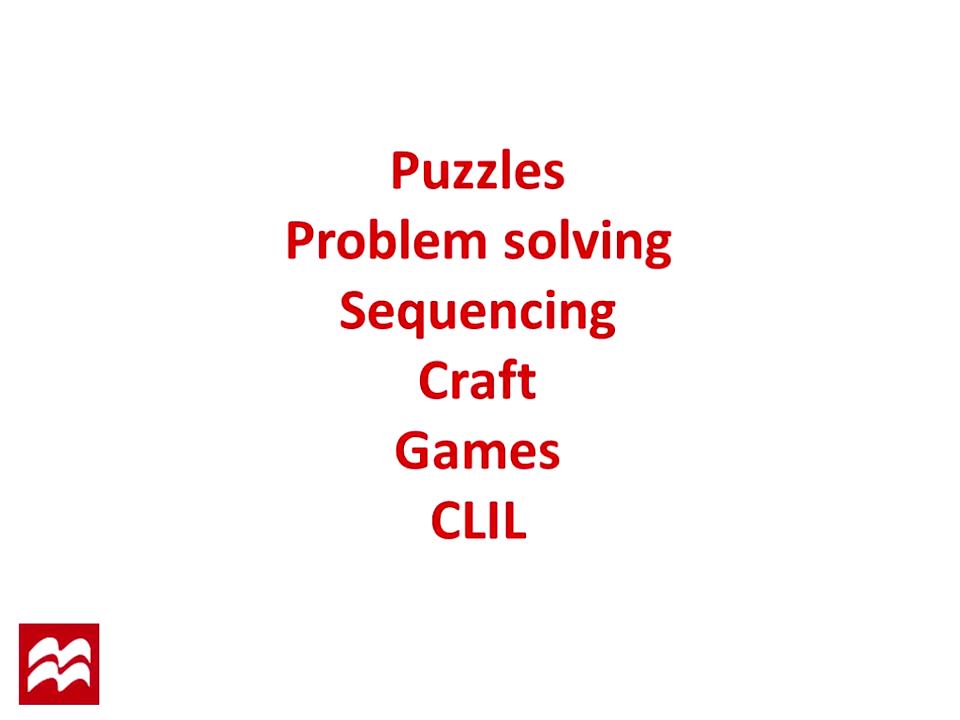 Puzzles
Problem solving
Sequencing
Craft
Games
CLIL